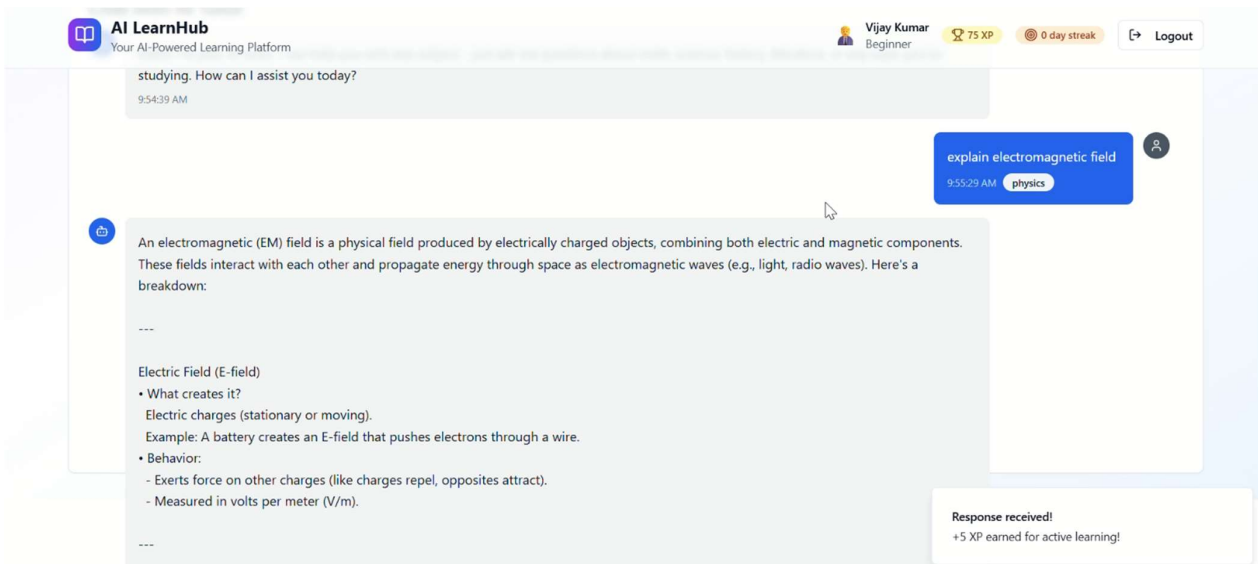 AI LearnHub
Your AI-Powered Learning Platform
Vijay Kumar
Beginner
75 XP
0 day streak
Logout
studying. How can I assist you today?
9:54:39 AM
explain electromagnetic field
9:55:29 AM physics
An electromagnetic (EM) field is a physical field produced by electrically charged objects, combining both electric and magnetic components.
These fields interact with each other and propagate energy through space as electromagnetic waves (e.g., light, radio waves). Here's a
breakdown:
---
Electric Field (E-field)
• What creates it?
Electric charges (stationary or moving).
Example: A battery creates an E-field that pushes electrons through a wire.
• Behavior:
- Exerts force on other charges (like charges repel, opposites attract).
- Measured in volts per meter (V/m).
---
Response received!
+5 XP earned for active learning!